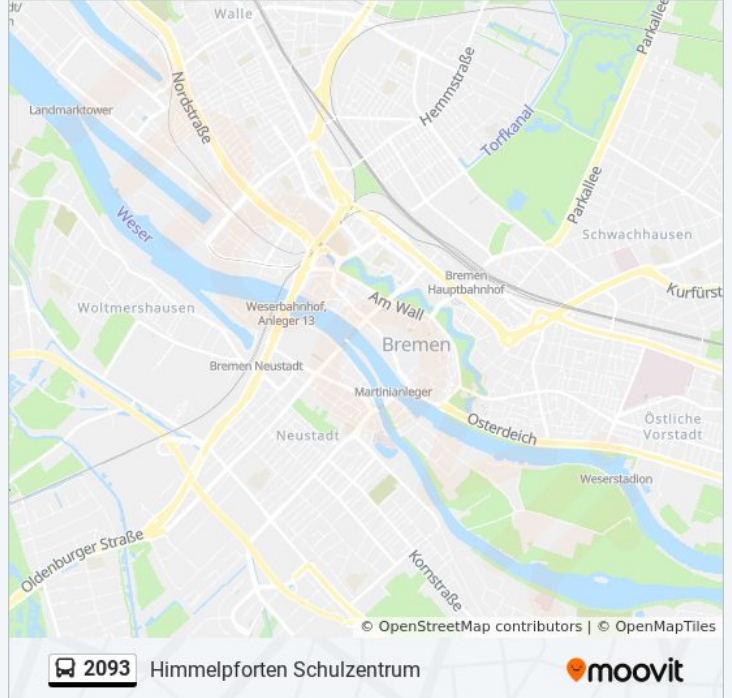 dt/
Walle
Parkallee
Hemmstraße
Nordstraße
Landmarktower
Torfkanal
Parkallee
Weser
Schwachhausen
Bremen
Hauptbahnhof
Kurfürst
Woltmershausen
Weserbahnhof,
Anleger 13
Am Wall
Bremen
Bremen Neustadt
Martinianleger
Osterdeich
Östliche
Vorstadt
Neustadt
Weserstadion
Oldenburger Straße
Kornstraße
© OpenStreetMap contributors | © OpenMapTiles
2093 Himmelpforten Schulzentrum
moovit